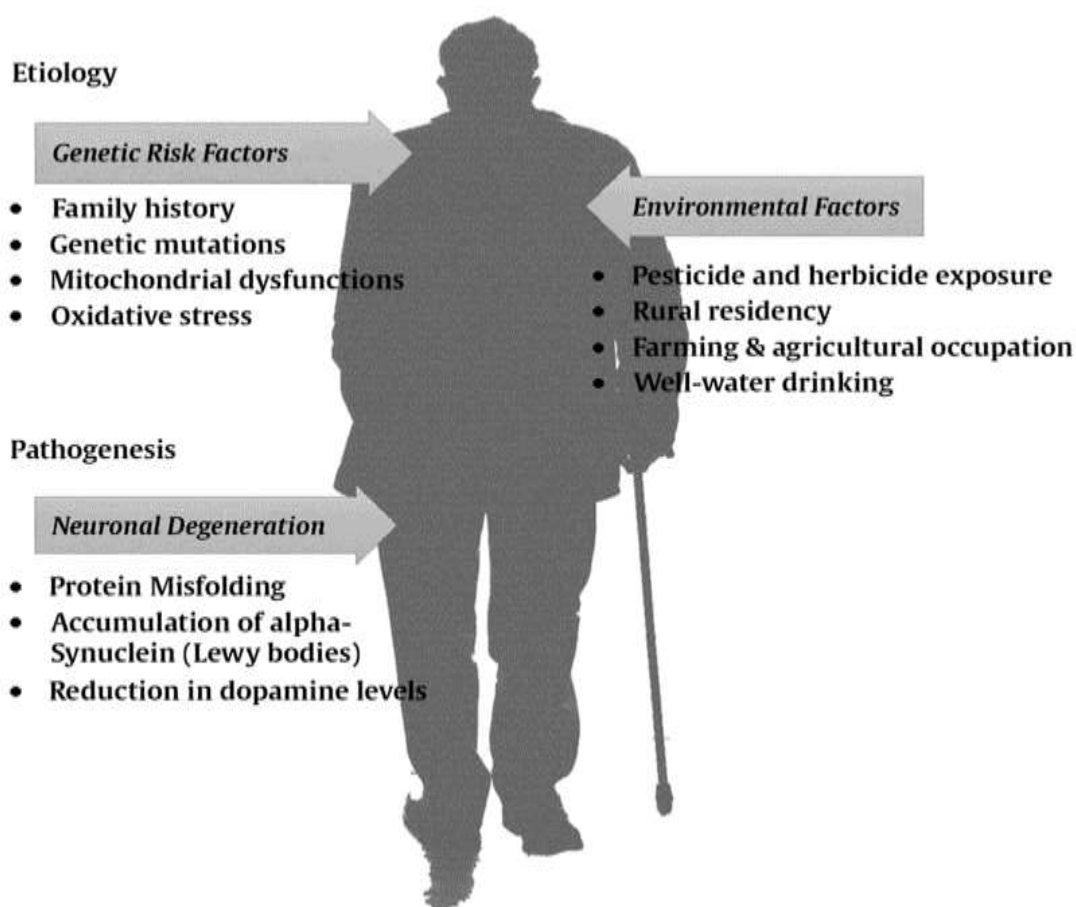 Etiology
Genetic Risk Factors
• Family history
• Genetic mutations
• Mitochondrial dysfunctions
• Oxidative stress
Environmental Factors
• Pesticide and herbicide exposure
• Rural residency
• Farming & agricultural occupation
• Well-water drinking
Pathogenesis
Neuronal Degeneration
• Protein Misfolding
• Accumulation of alpha-
Synuclein (Lewy bodies)
• Reduction in dopamine levels